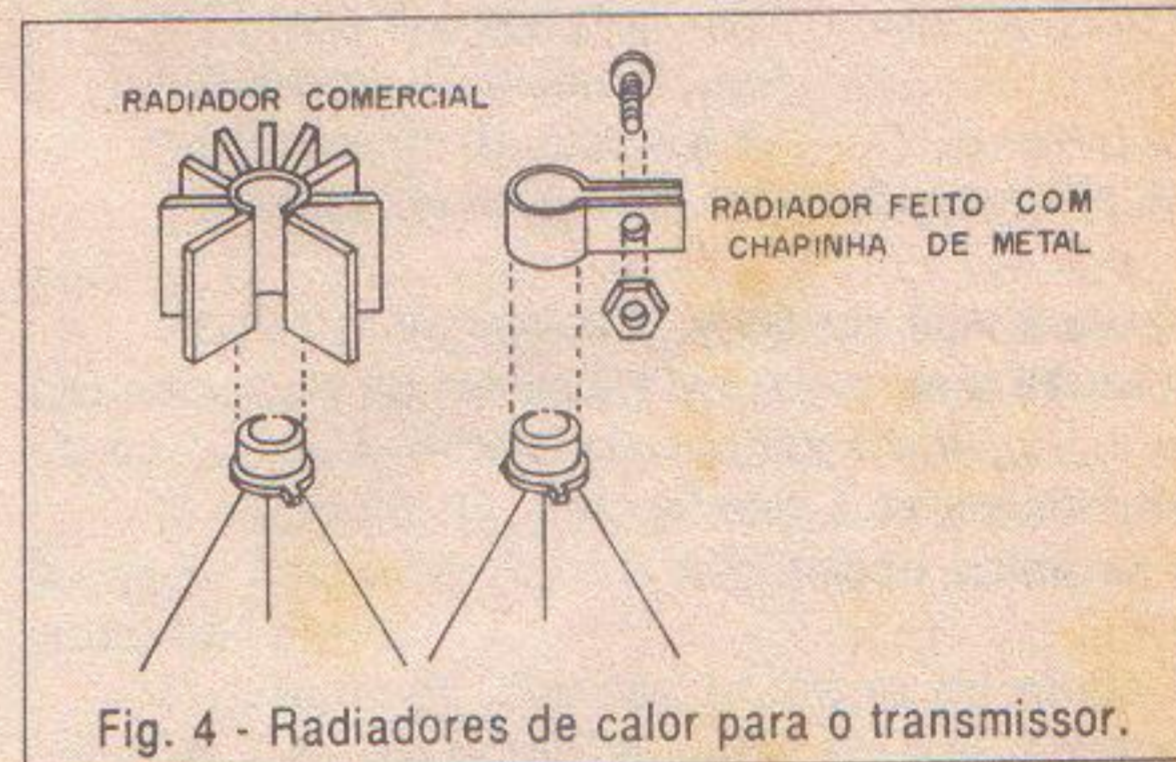 RADIADOR COMERCIAL
RADIADOR FEITO COM
CHAPINHA DE METAL
Fig. 4 - Radiadores de calor para o transmissor.